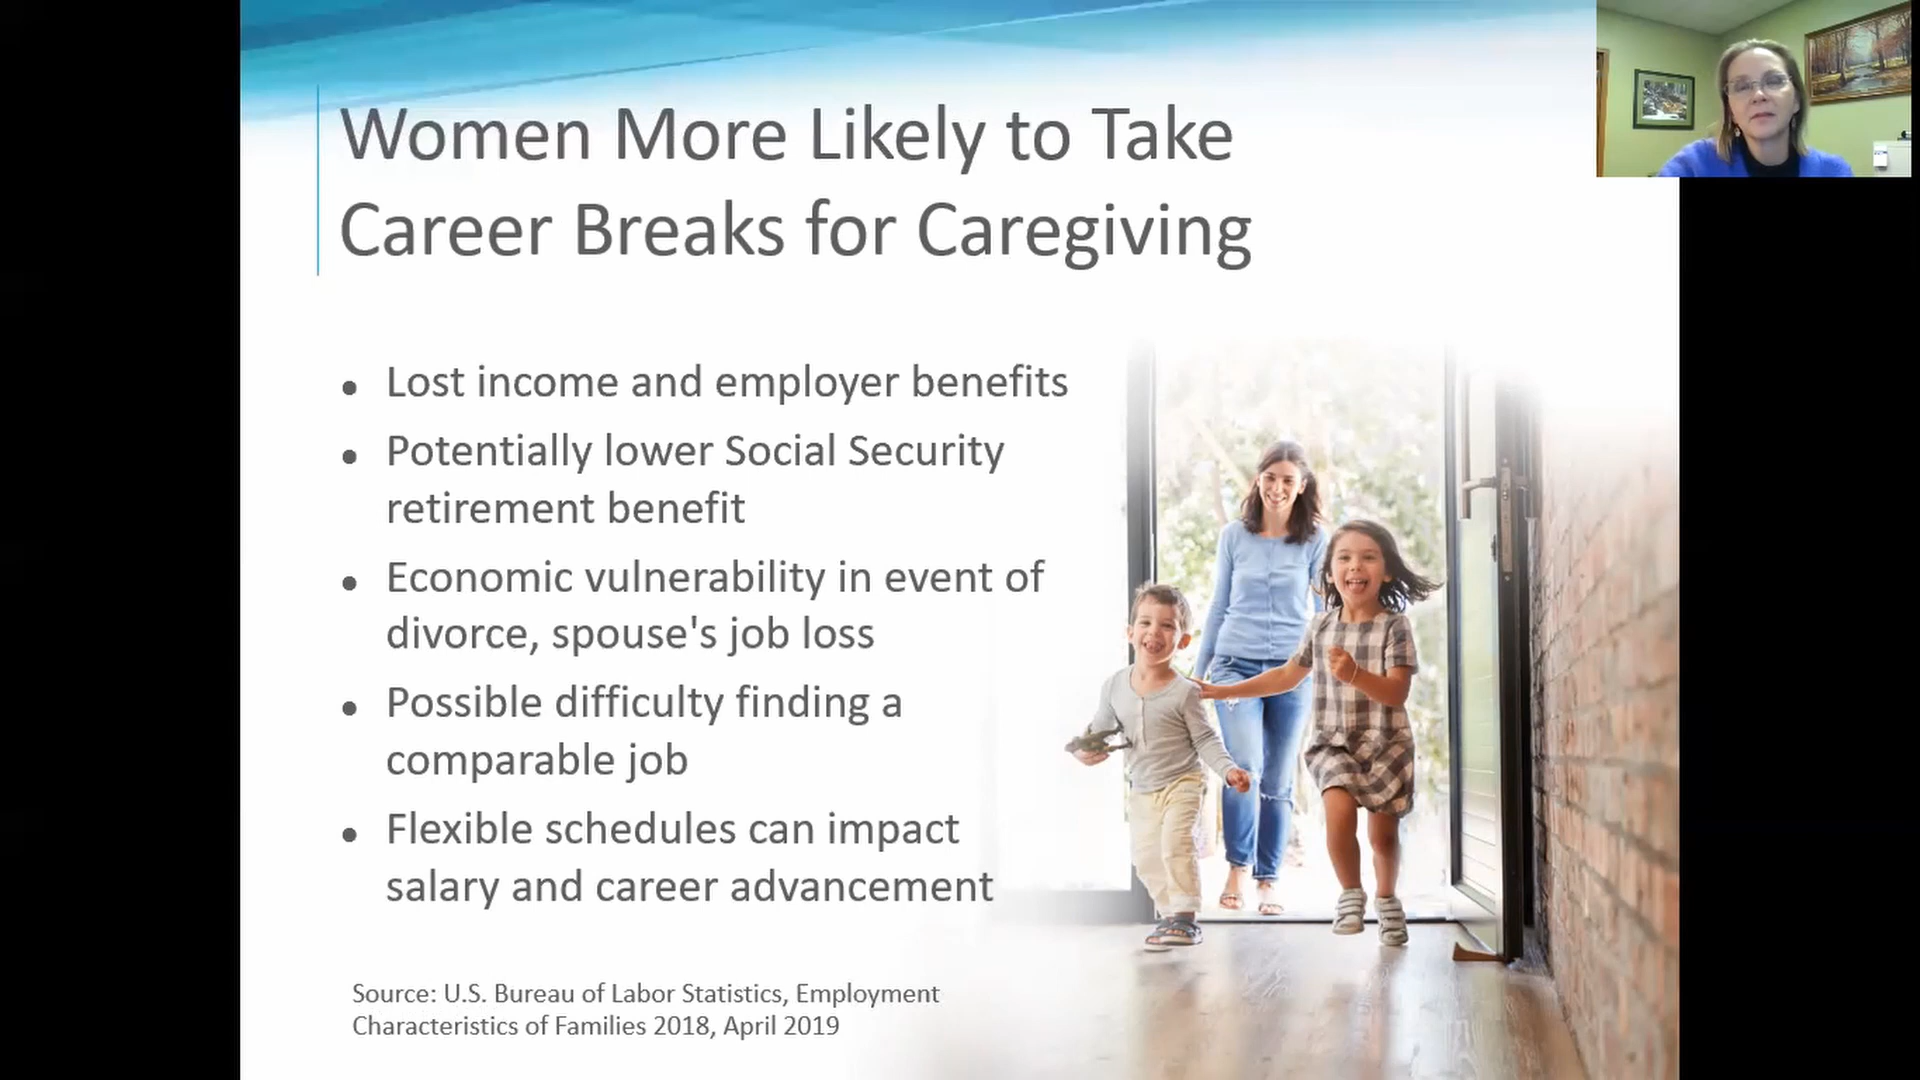 Women More Likely to Take
Career Breaks for Caregiving
• Lost income and employer benefits
• Potentially lower Social Security
retirement benefit
• Economic vulnerability in event of
divorce, spouse's job loss
• Possible difficulty finding a
comparable job
• Flexible schedules can impact
salary and career advancement
Source: U.S. Bureau of Labor Statistics, Employment
Characteristics of Families 2018, April 2019